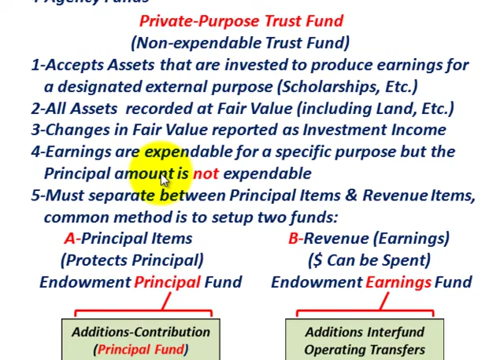 4 Agency Funds
Private-Purpose Trust Fund
(Non-expendable Trust Fund)
1-Accepts Assets that are invested to produce earnings for
a designated external purpose (Scholarships, Etc.)
2-All Assets recorded at Fair Value (including Land, Etc.)
3-Changes in Fair Value reported as Investment Income
4-Earnings are expendable for a specific purpose but the
Principal amount is not expendable
5-Must separate between Principal Items & Revenue Items,
common method is to setup two funds:
A-Principal Items
(Protects Principal)
Endowment Principal Fund
B-Revenue (Earnings)
($ Can be Spent)
Endowment Earnings Fund
Additions-Contribution
(Principal Fund)
Additions Interfund
Operating Transfers